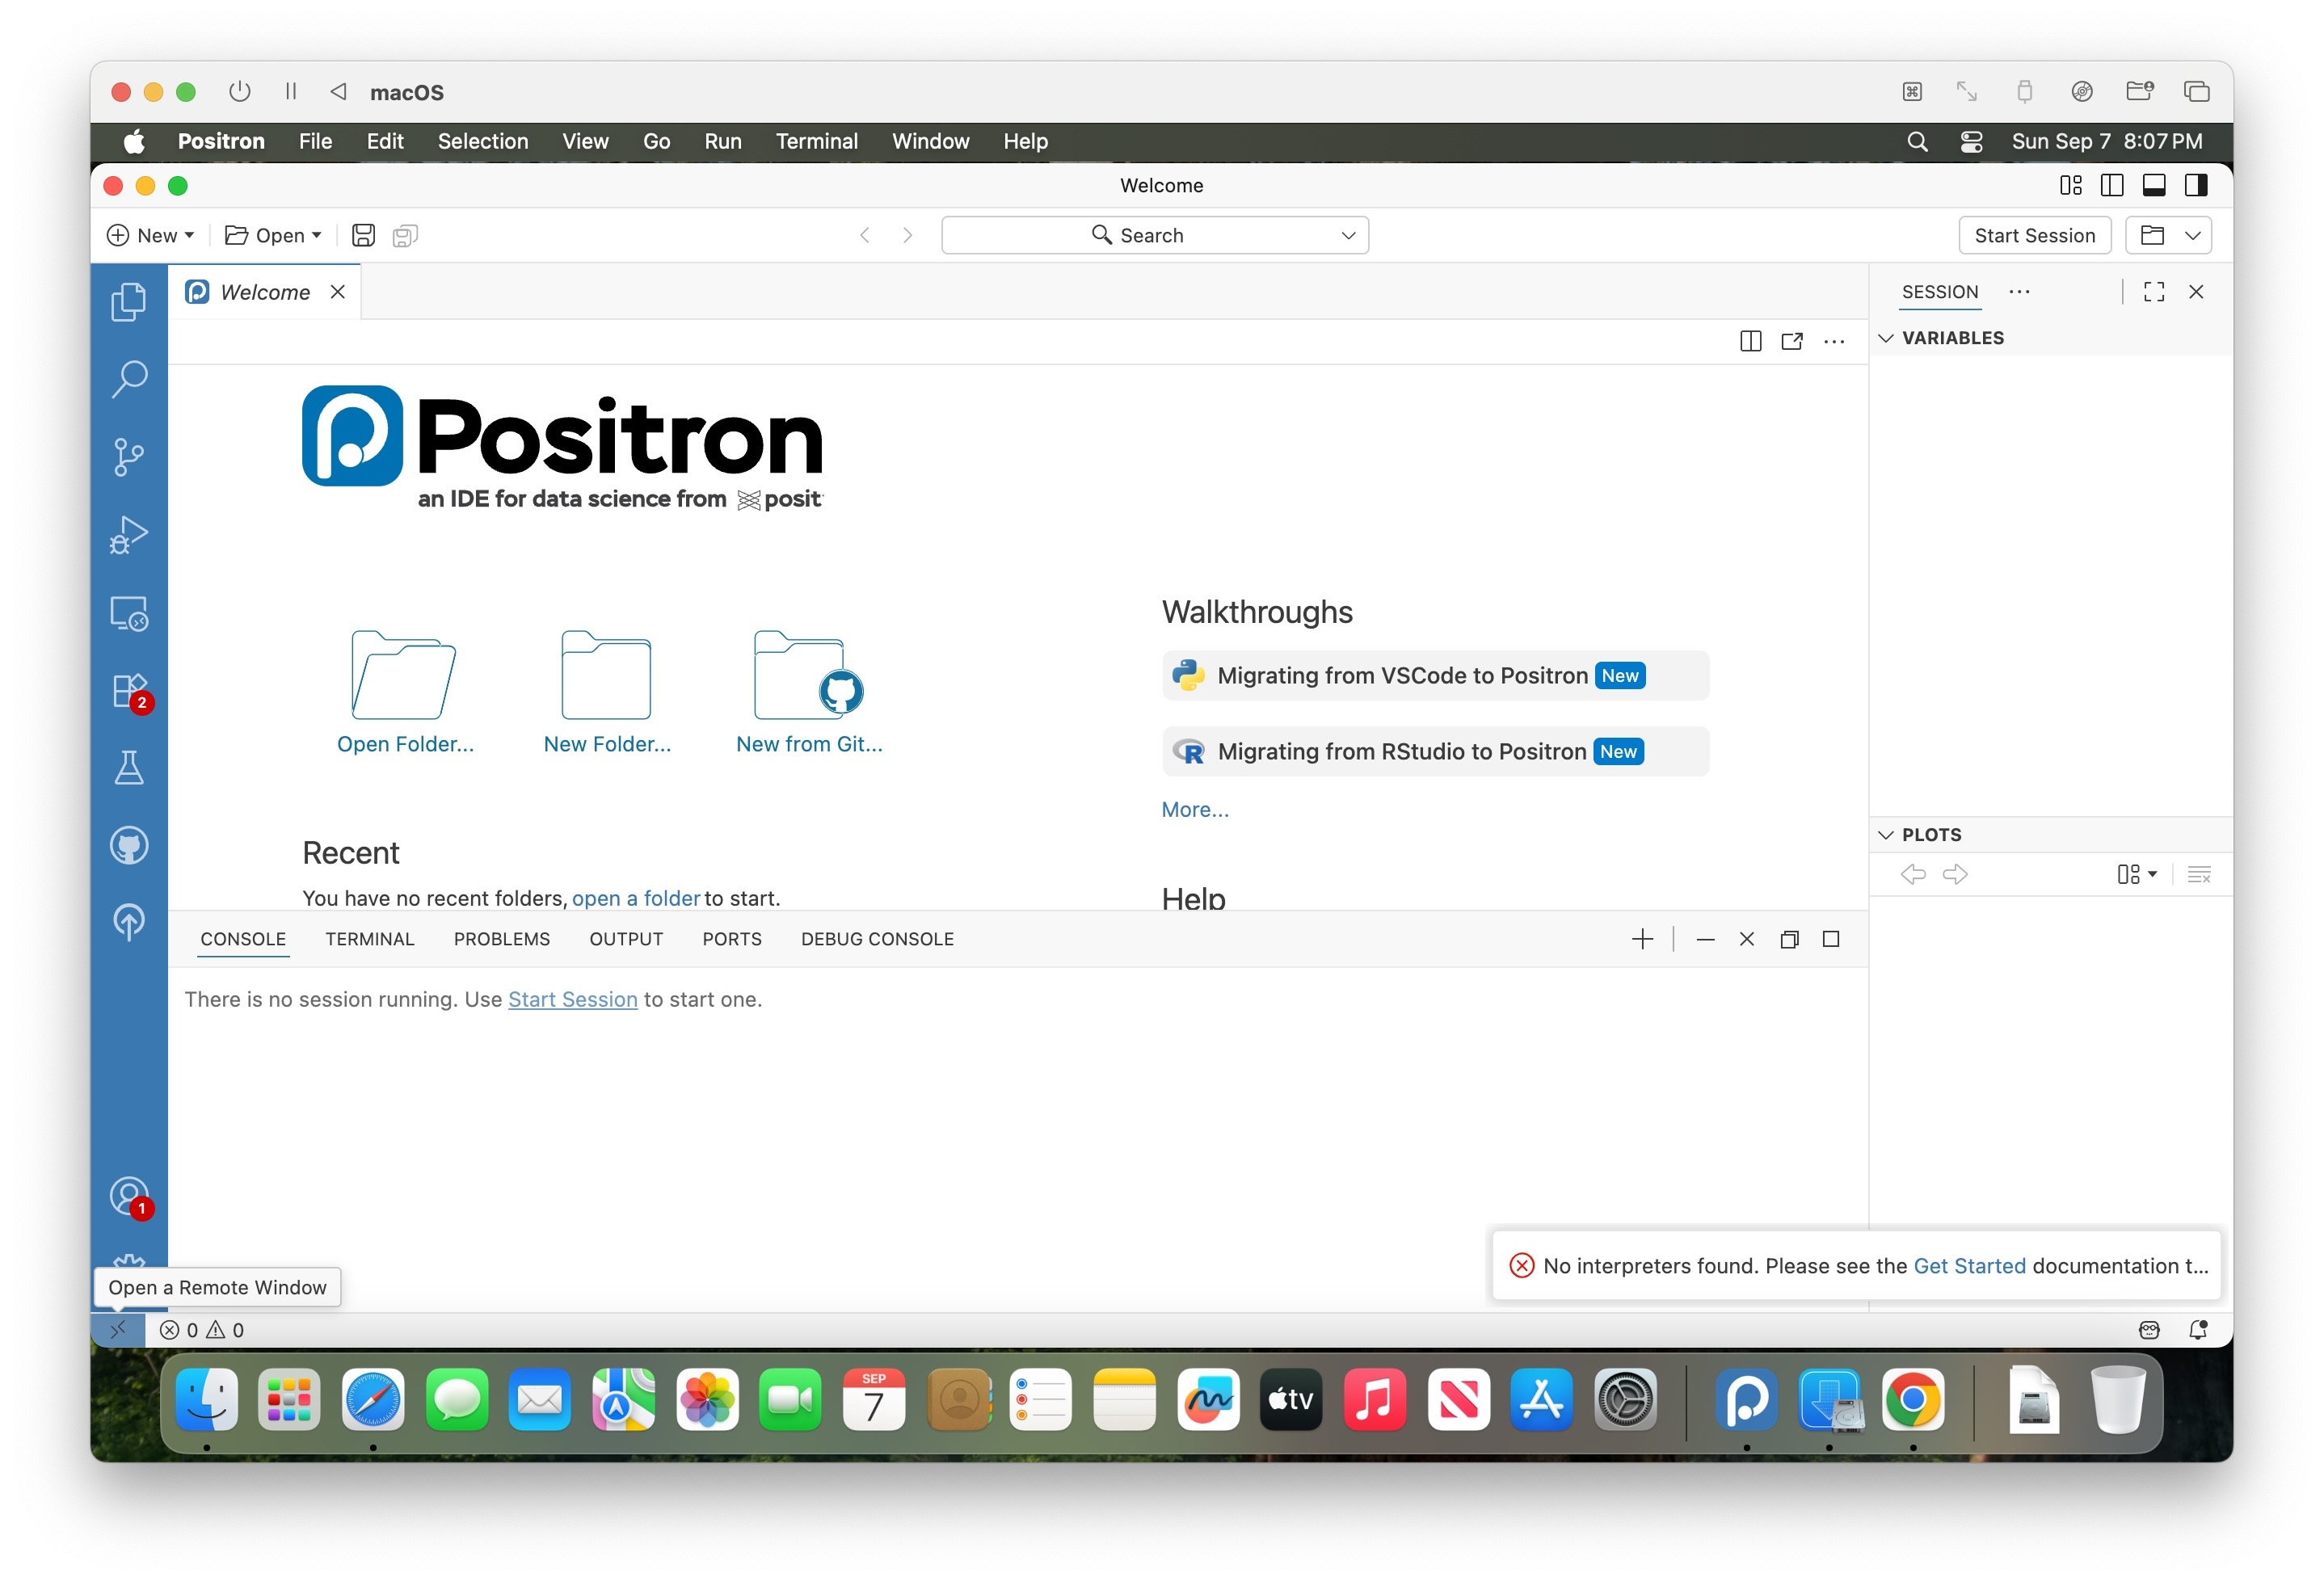 macOS
Positron File Edit Selection View Go Run Terminal Window Help Sun Sep 7 8:07 PM
Welcome
New Open Search Start Session
Welcome
SESSION
VARIABLES
Positron
an IDE for data science from posit
Walkthroughs
Migrating from VSCode to Positron New
Migrating from RStudio to Positron New
More...
Open Folder... New Folder... New from Git...
2
Recent
You have no recent folders, open a folder to start.
Help
PLOTS
CONSOLE TERMINAL PROBLEMS OUTPUT PORTS DEBUG CONSOLE
There is no session running. Use Start Session to start one.
1
No interpreters found. Please see the Get Started documentation t...
Open a Remote Window
0 0
SEP
7
tv